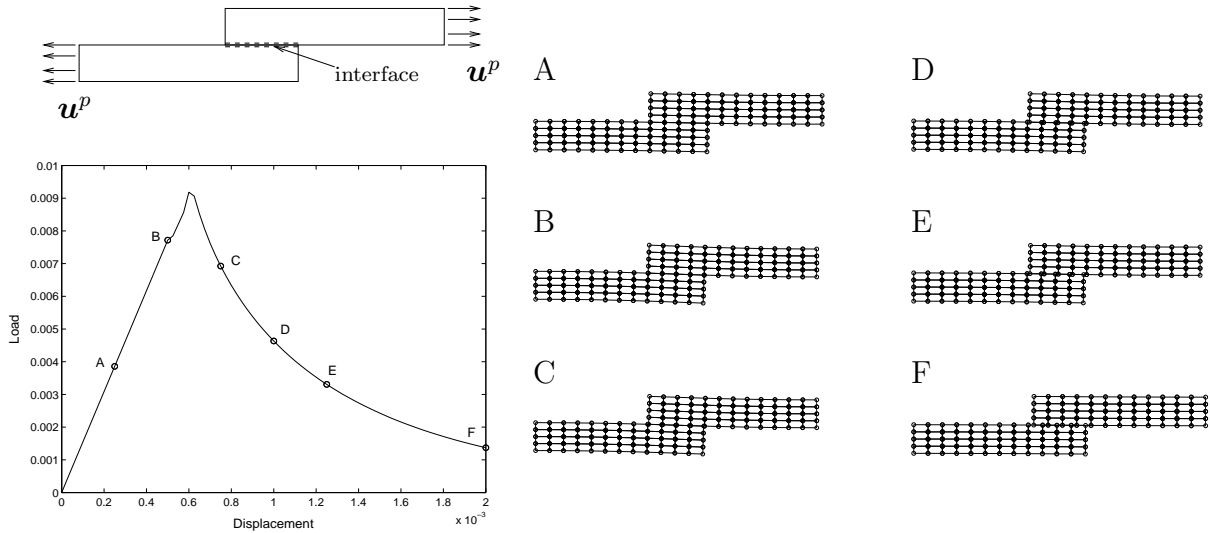 interface
u^p
u^p
A
D
B
E
C
F
0.01
0.009
0.008
0.007
0.006
0.005
0.004
0.003
0.002
0.001
0
Load
A
B
C
D
E
F
0 0.2 0.4 0.6 0.8 1 1.2 1.4 1.6 1.8 2
x 10^-3
Displacement